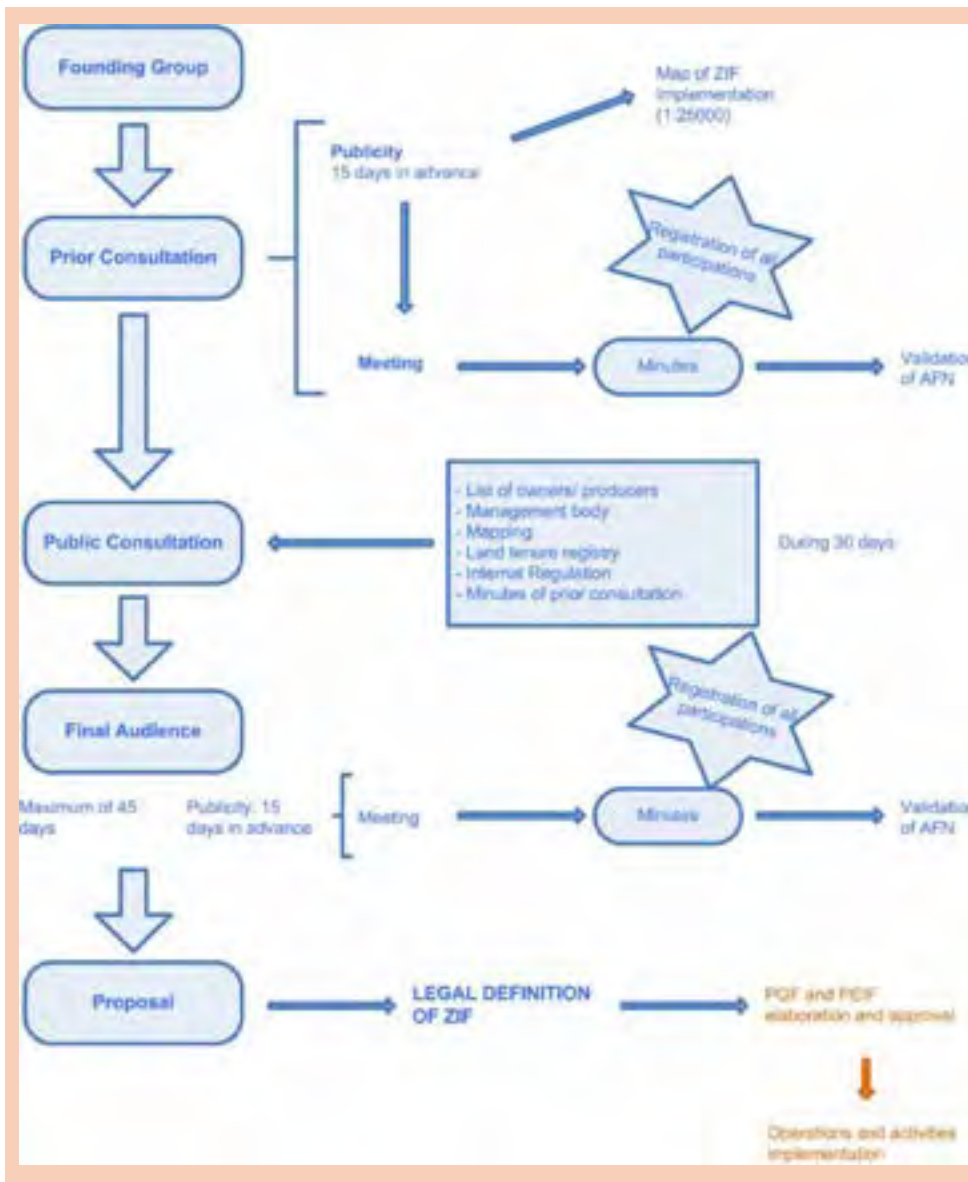 Founding Group
Map of ZIF
Implementation
(1:25000)
Publicity
15 days in advance
Registration of all
participations
Prior Consultation
Meeting
Minutes
Validation
of AFN
- List of owners/ producers
- Management body
- Mapping
- Land tenure registry
- Internal Regulation
- Minutes of prior consultation
Public Consultation
During 30 days
Registration of all
participations
Final Audience
Maximum of 45
days
Publicity: 15
days in advance
Meeting
Minutes
Validation
of AFN
Proposal
LEGAL DEFINITION
OF ZIF
PGF and PEIF
elaboration and approval
Operations and activities
implementation